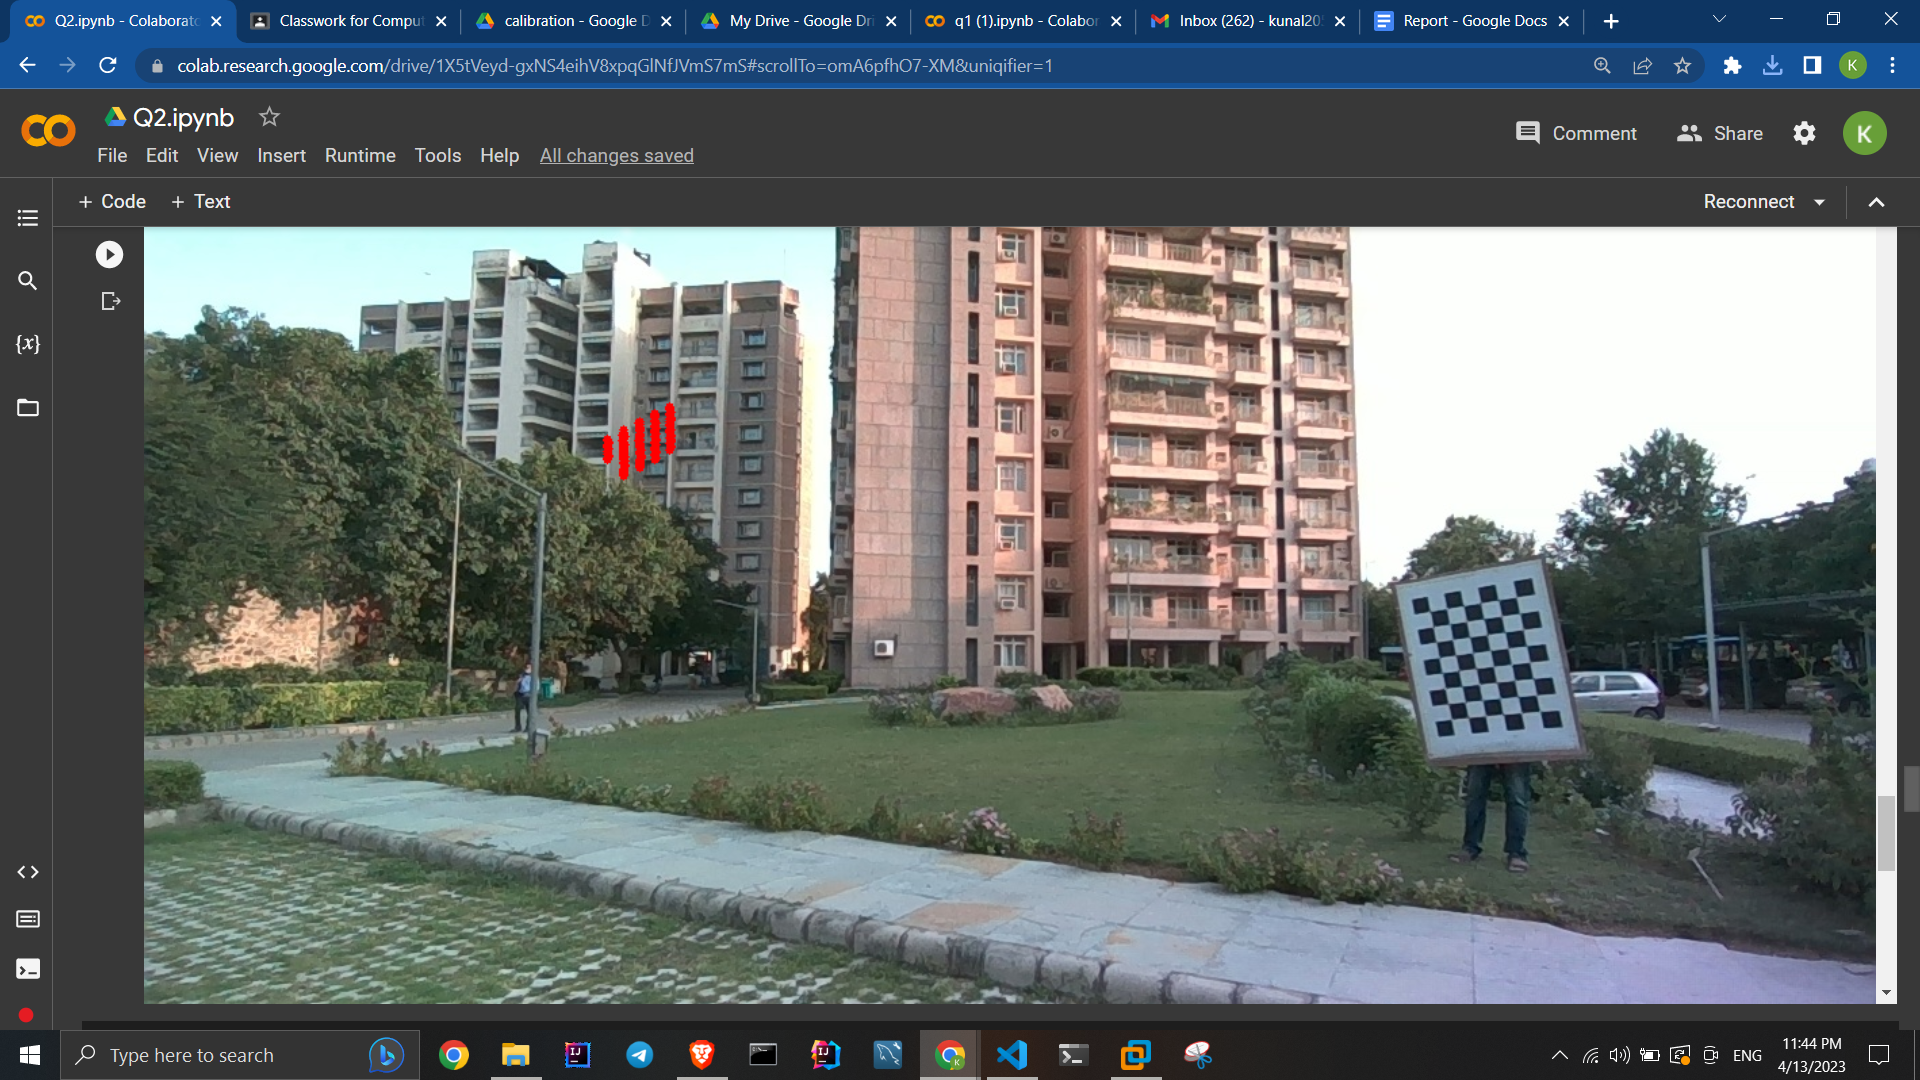 Q2.ipynb - Colaborato
Classwork for Comput
calibration - Google D
My Drive - Google Dri
q1 (1).ipynb - Colabor
Inbox (262) - kunal20
Report - Google Docs
colab.research.google.com/drive/1X5tVeyd-gxNS4eihV8xpqGlNfJVmS7mS#scrollTo=omA6pfhO7-XM&uniqifier=1
K
Q2.ipynb
Comment
Share
K
File Edit View Insert Runtime Tools Help All changes saved
+ Code + Text
Reconnect
{x}
Type here to search
ENG
11:44 PM
4/13/2023